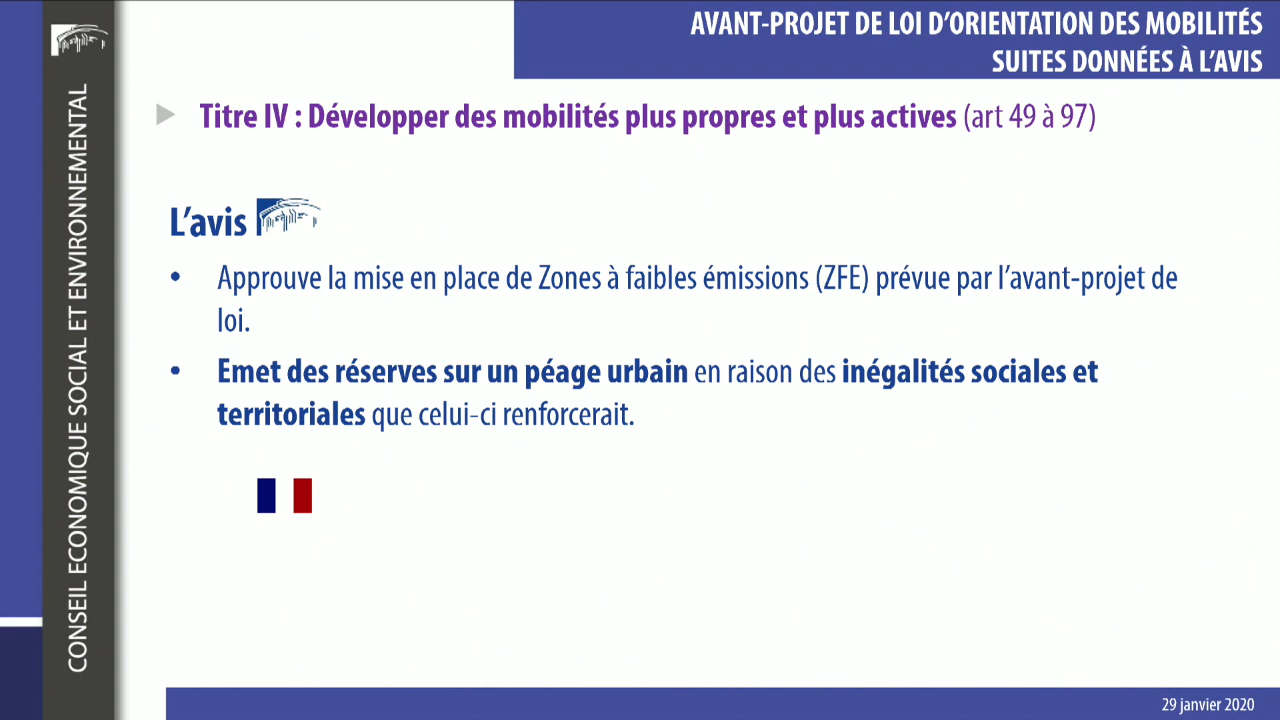 AVANT-PROJET DE LOI D’ORIENTATION DES MOBILITÉS
SUITES DONNÉES À L’AVIS
CONSEIL ECONOMIQUE SOCIAL ET ENVIRONNEMENTAL
Titre IV : Développer des mobilités plus propres et plus actives (art 49 à 97)
L’avis
• Approuve la mise en place de Zones à faibles émissions (ZFE) prévue par l’avant-projet de
loi.
• Emet des réserves sur un péage urbain en raison des inégalités sociales et
territoriales que celui-ci renforcerait.
29 janvier 2020